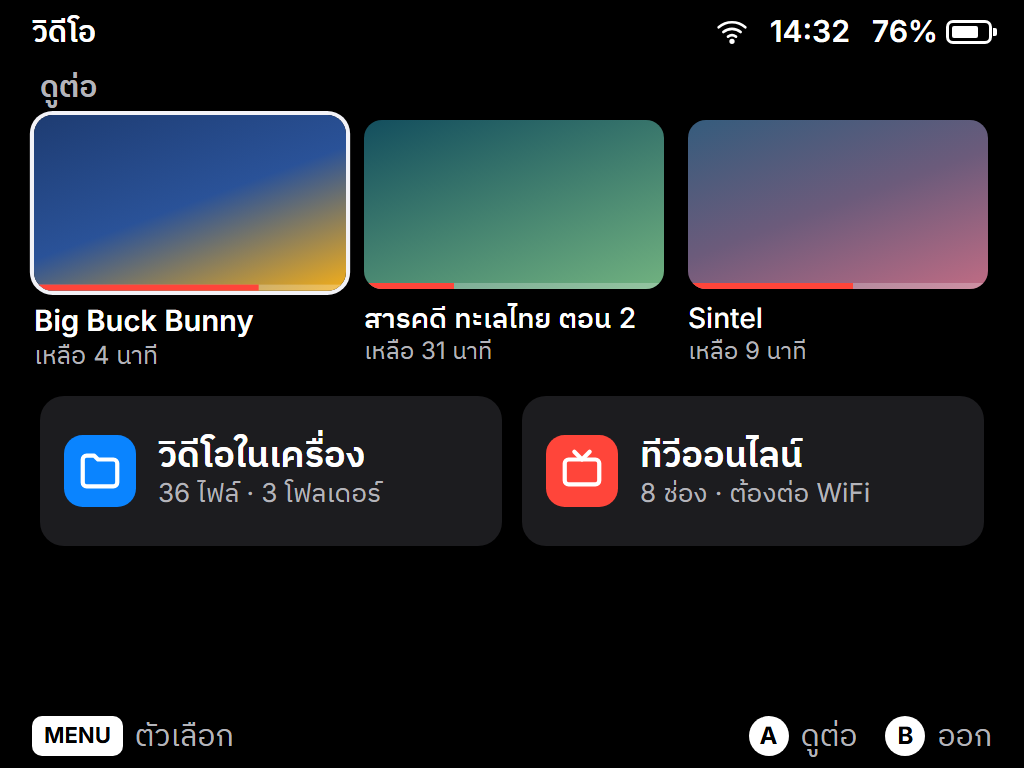 วิดีโอ
14:32 76%
ดูต่อ
Big Buck Bunny
เหลือ 4 นาที
สารคดี ทะเลไทย ตอน 2
เหลือ 31 นาที
Sintel
เหลือ 9 นาที
วิดีโอในเครื่อง
36 ไฟล์ · 3 โฟลเดอร์
ทีวีออนไลน์
8 ช่อง · ต้องต่อ WiFi
MENU ตัวเลือก
A ดูต่อ B ออก